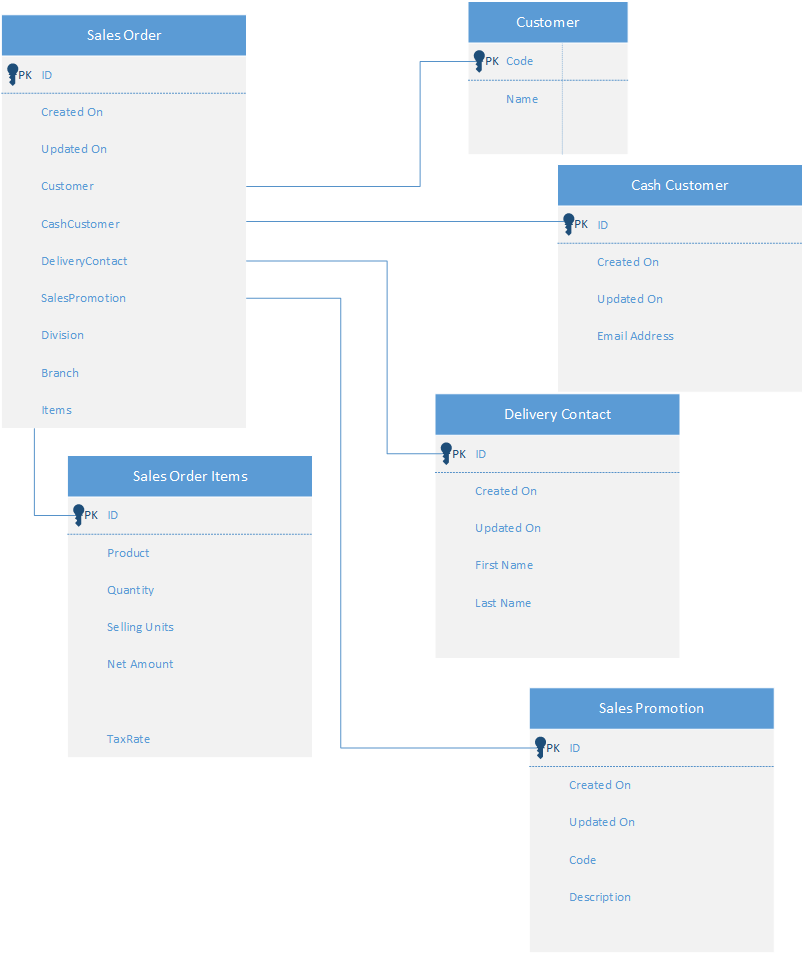 Sales Order
PK ID
Created On
Updated On
Customer
CashCustomer
DeliveryContact
SalesPromotion
Division
Branch
Items
Customer
PK Code
Name
Cash Customer
PK ID
Created On
Updated On
Email Address
Delivery Contact
PK ID
Created On
Updated On
First Name
Last Name
Sales Order Items
PK ID
Product
Quantity
Selling Units
Net Amount
TaxRate
Sales Promotion
PK ID
Created On
Updated On
Code
Description